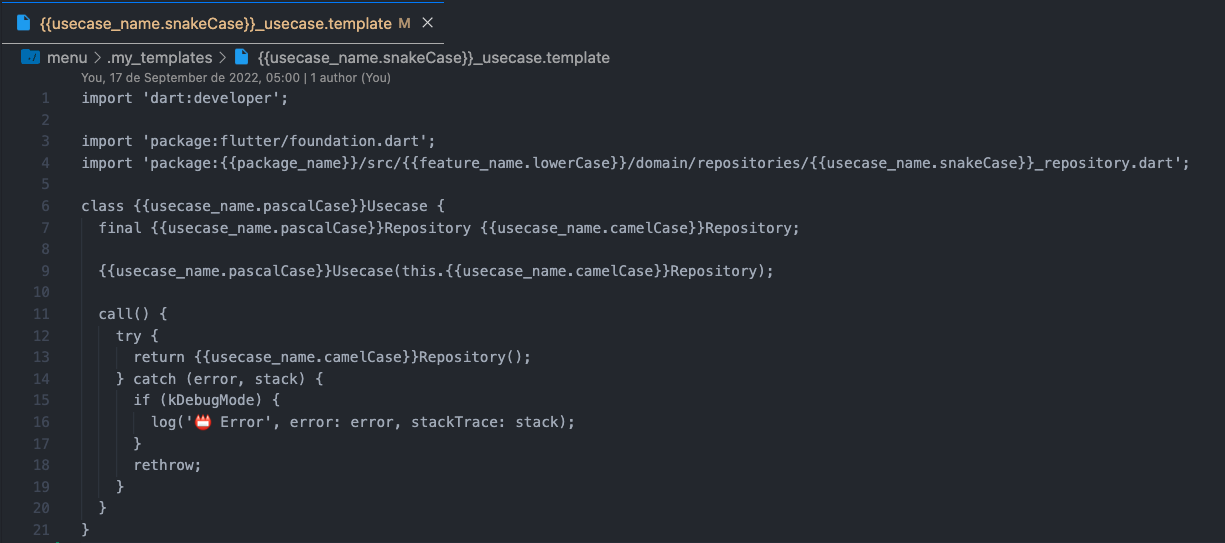 {{usecase_name.snakeCase}}_usecase.template M
menu > .my_templates > {{usecase_name.snakeCase}}_usecase.template
You, 17 de September de 2022, 05:00 | 1 author (You)
1 import 'dart:developer';
2
3 import 'package:flutter/foundation.dart';
4 import 'package:{{package_name}}/src/{{feature_name.lowerCase}}/domain/repositories/{{usecase_name.snakeCase}}_repository.dart';
5
6 class {{usecase_name.pascalCase}}Usecase {
7   final {{usecase_name.pascalCase}}Repository {{usecase_name.camelCase}}Repository;
8
9   {{usecase_name.pascalCase}}Usecase(this.{{usecase_name.camelCase}}Repository);
10
11   call() {
12     try {
13       return {{usecase_name.camelCase}}Repository();
14     } catch (error, stack) {
15       if (kDebugMode) {
16         log('📛 Error', error: error, stackTrace: stack);
17       }
18       rethrow;
19     }
20   }
21 }